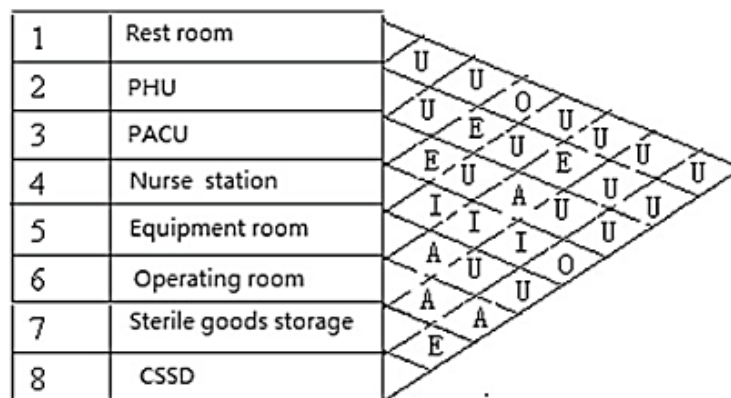 1 Rest room
2 PHU
3 PACU
4 Nurse station
5 Equipment room
6 Operating room
7 Sterile goods storage
8 CSSD
U U O U U U U
U E U E U U
E U A U U
I I I O
A U U
A A
E